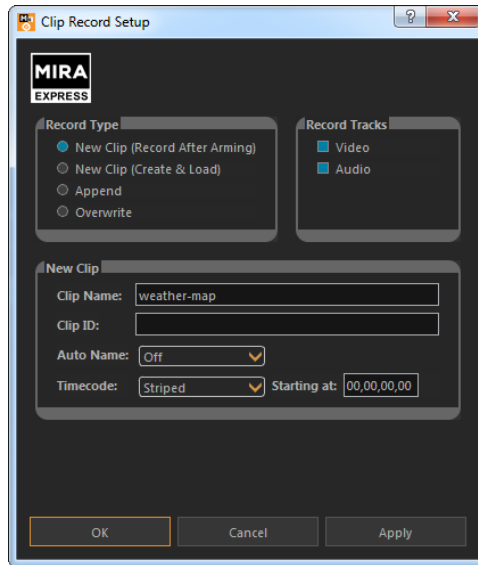 Clip Record Setup
MIRA
EXPRESS
Record Type
New Clip (Record After Arming)
New Clip (Create & Load)
Append
Overwrite
Record Tracks
Video
Audio
New Clip
Clip Name: weather-map
Clip ID:
Auto Name: Off
Timecode: Striped Starting at: 00,00,00,00
OK Cancel Apply